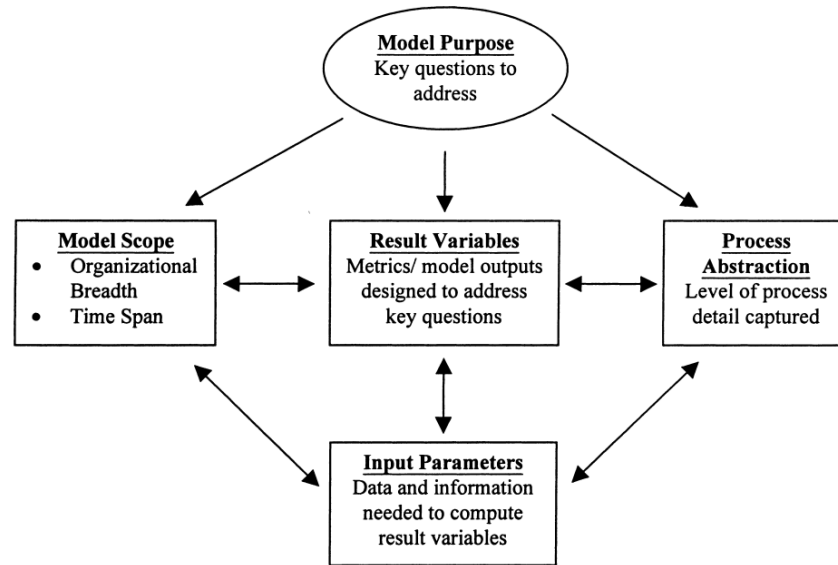 Model Purpose
Key questions to
address
Model Scope
• Organizational
Breadth
• Time Span
Result Variables
Metrics/ model outputs
designed to address
key questions
Process
Abstraction
Level of process
detail captured
Input Parameters
Data and information
needed to compute
result variables